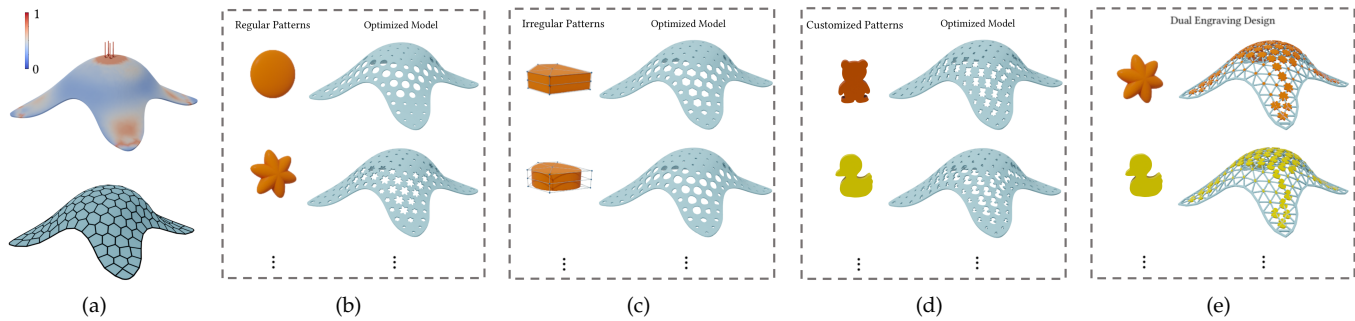 1
0
(a)
Regular Patterns
Optimized Model
⋮ ⋮
(b)
Irregular Patterns
Optimized Model
⋮ ⋮
(c)
Customized Patterns
Optimized Model
⋮ ⋮
(d)
Dual Engraving Design
⋮ ⋮
(e)